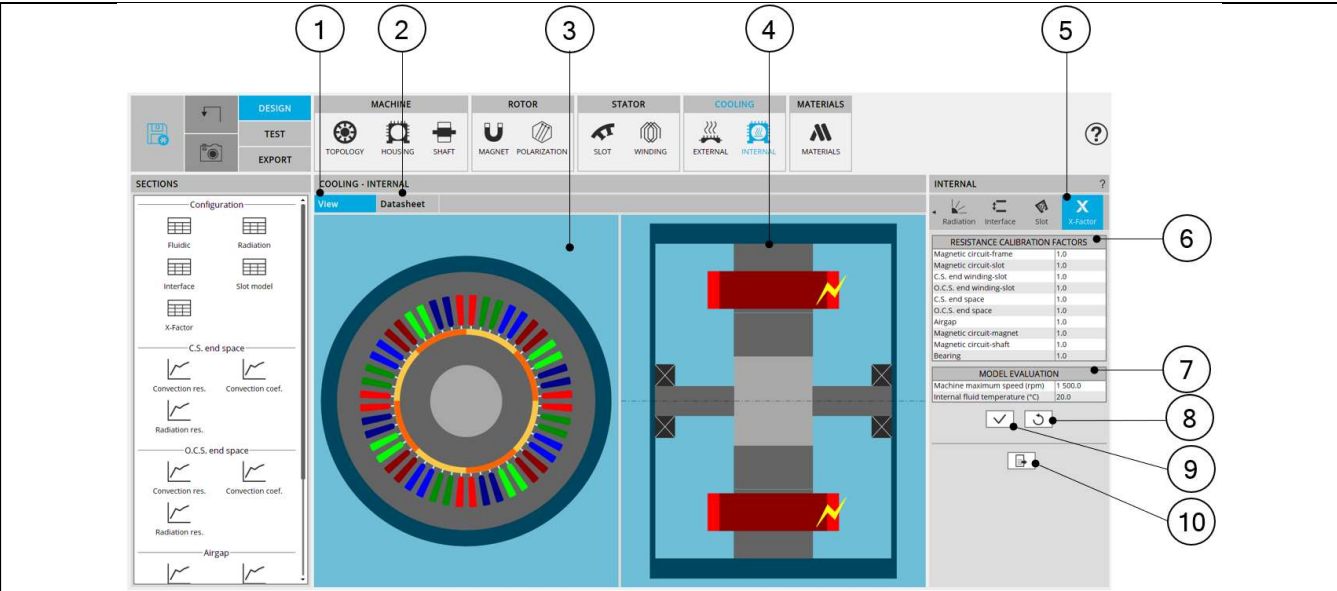 1 2 3 4 5
DESIGN
TEST
EXPORT
MACHINE ROTOR STATOR COOLING MATERIALS
TOPOLOGY HOUSING SHAFT MAGNET POLARIZATION SLOT WINDING EXTERNAL INTERNAL MATERIALS
?
SECTIONS
Configuration
Fluidic Radiation
Interface Slot model
X-Factor
C.S. end space
Convection res. Convection coef.
Radiation res.
O.C.S. end space
Convection res. Convection coef.
Radiation res.
Airgap
COOLING - INTERNAL
View Datasheet
INTERNAL ?
Radiation Interface Slot X X-Factor
RESISTANCE CALIBRATION FACTORS
Magnetic circuit-frame 1.0
Magnetic circuit-slot 1.0
C.S. end winding-slot 1.0
O.C.S. end winding-slot 1.0
C.S. end space 1.0
O.C.S. end space 1.0
Airgap 1.0
Magnetic circuit-magnet 1.0
Magnetic circuit-shaft 1.0
Bearing 1.0
MODEL EVALUATION
Machine maximum speed (rpm) 1 500.0
Internal fluid temperature (°C) 20.0
6
7
8
9
10